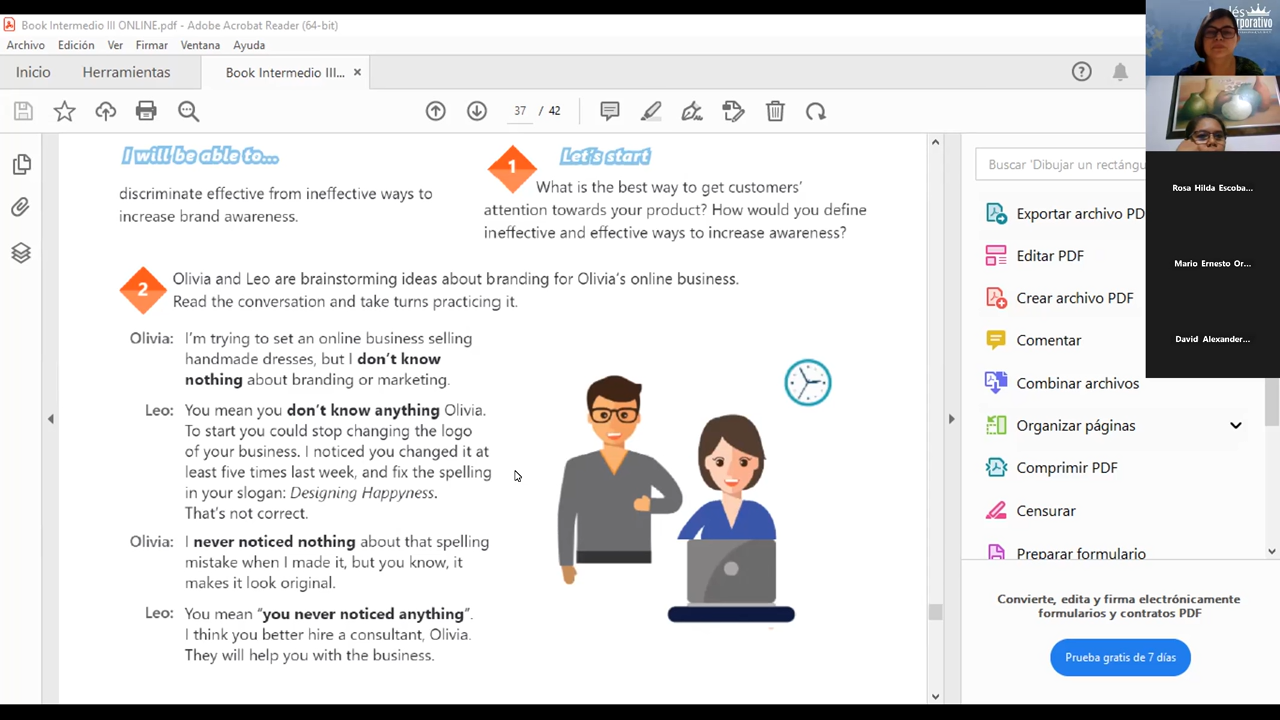 Book Intermedio III ONLINE.pdf - Adobe Acrobat Reader (64-bit)
Archivo Edición Ver Firmar Ventana Ayuda
Inicio Herramientas Book Intermedio III... ×
37 / 42
I will be able to...
discriminate effective from ineffective ways to
increase brand awareness.
1 Let's start
What is the best way to get customers'
attention towards your product? How would you define
ineffective and effective ways to increase awareness?
2 Olivia and Leo are brainstorming ideas about branding for Olivia's online business.
Read the conversation and take turns practicing it.
Olivia: I'm trying to set an online business selling
handmade dresses, but I don't know
nothing about branding or marketing.
Leo: You mean you don't know anything Olivia.
To start you could stop changing the logo
of your business. I noticed you changed it at
least five times last week, and fix the spelling
in your slogan: Designing Happyness.
That's not correct.
Olivia: I never noticed nothing about that spelling
mistake when I made it, but you know, it
makes it look original.
Leo: You mean “you never noticed anything”.
I think you better hire a consultant, Olivia.
They will help you with the business.
Buscar 'Dibujar un rectángu
Exportar archivo PD
Editar PDF
Crear archivo PDF
Comentar
Combinar archivos
Organizar páginas
Comprimir PDF
Censurar
Preparar formulario
Convierte, edita y firma electrónicamente
formularios y contratos PDF
Prueba gratis de 7 días
Rosa Hilda Escoba...
Mario Ernesto Or...
David Alexander...